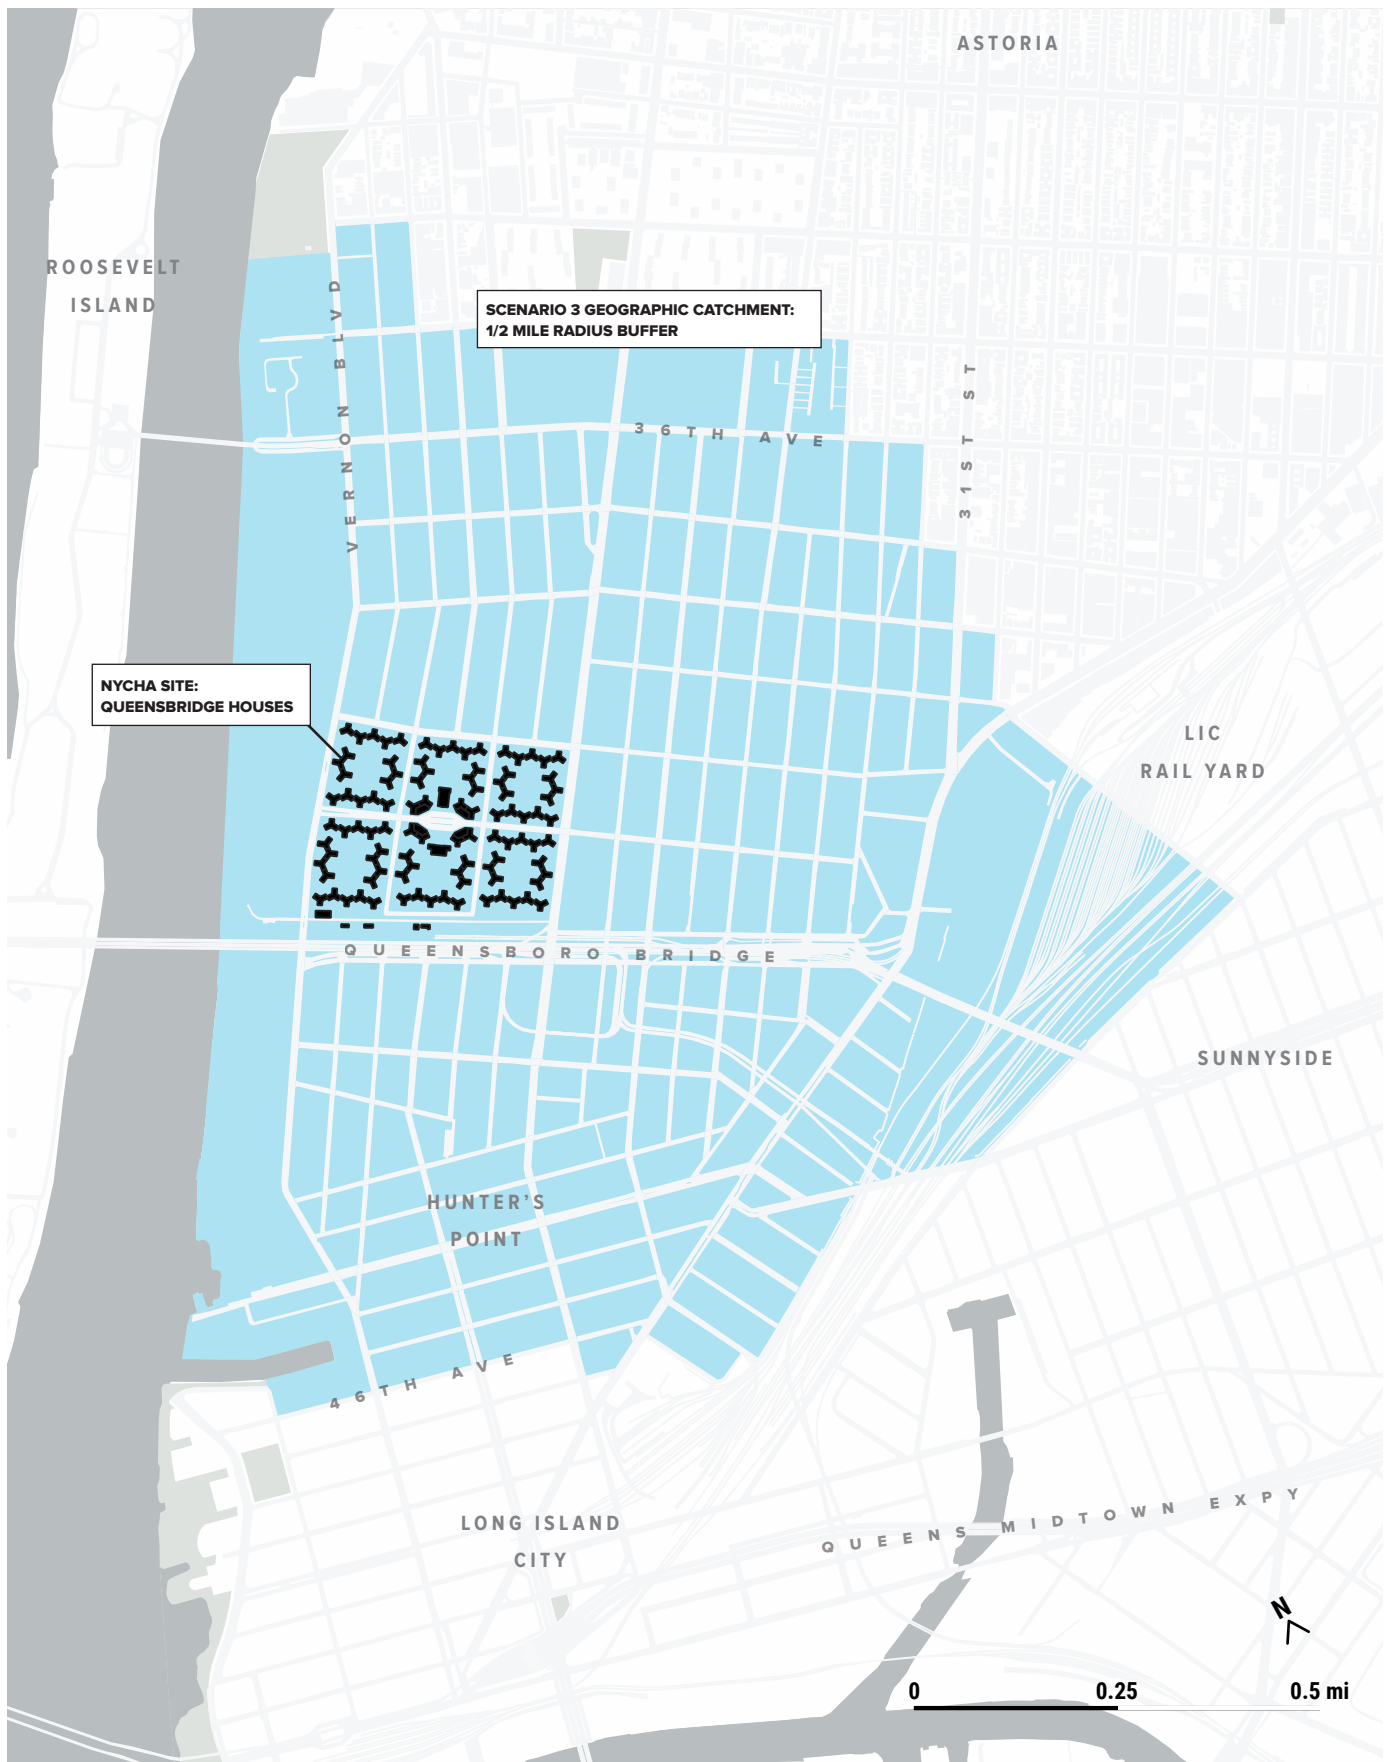 ASTORIA
ROOSEVELT
ISLAND
VERNON BLVD
SCENARIO 3 GEOGRAPHIC CATCHMENT:
1/2 MILE RADIUS BUFFER
31ST ST
36TH AVE
NYCHA SITE:
QUEENSBRIDGE HOUSES
LIC
RAIL YARD
QUEENSBORO BRIDGE
SUNNYSIDE
HUNTER'S
POINT
46TH AVE
LONG ISLAND
CITY
QUEENS MIDTOWN EXPY
N
0 0.25 0.5 mi